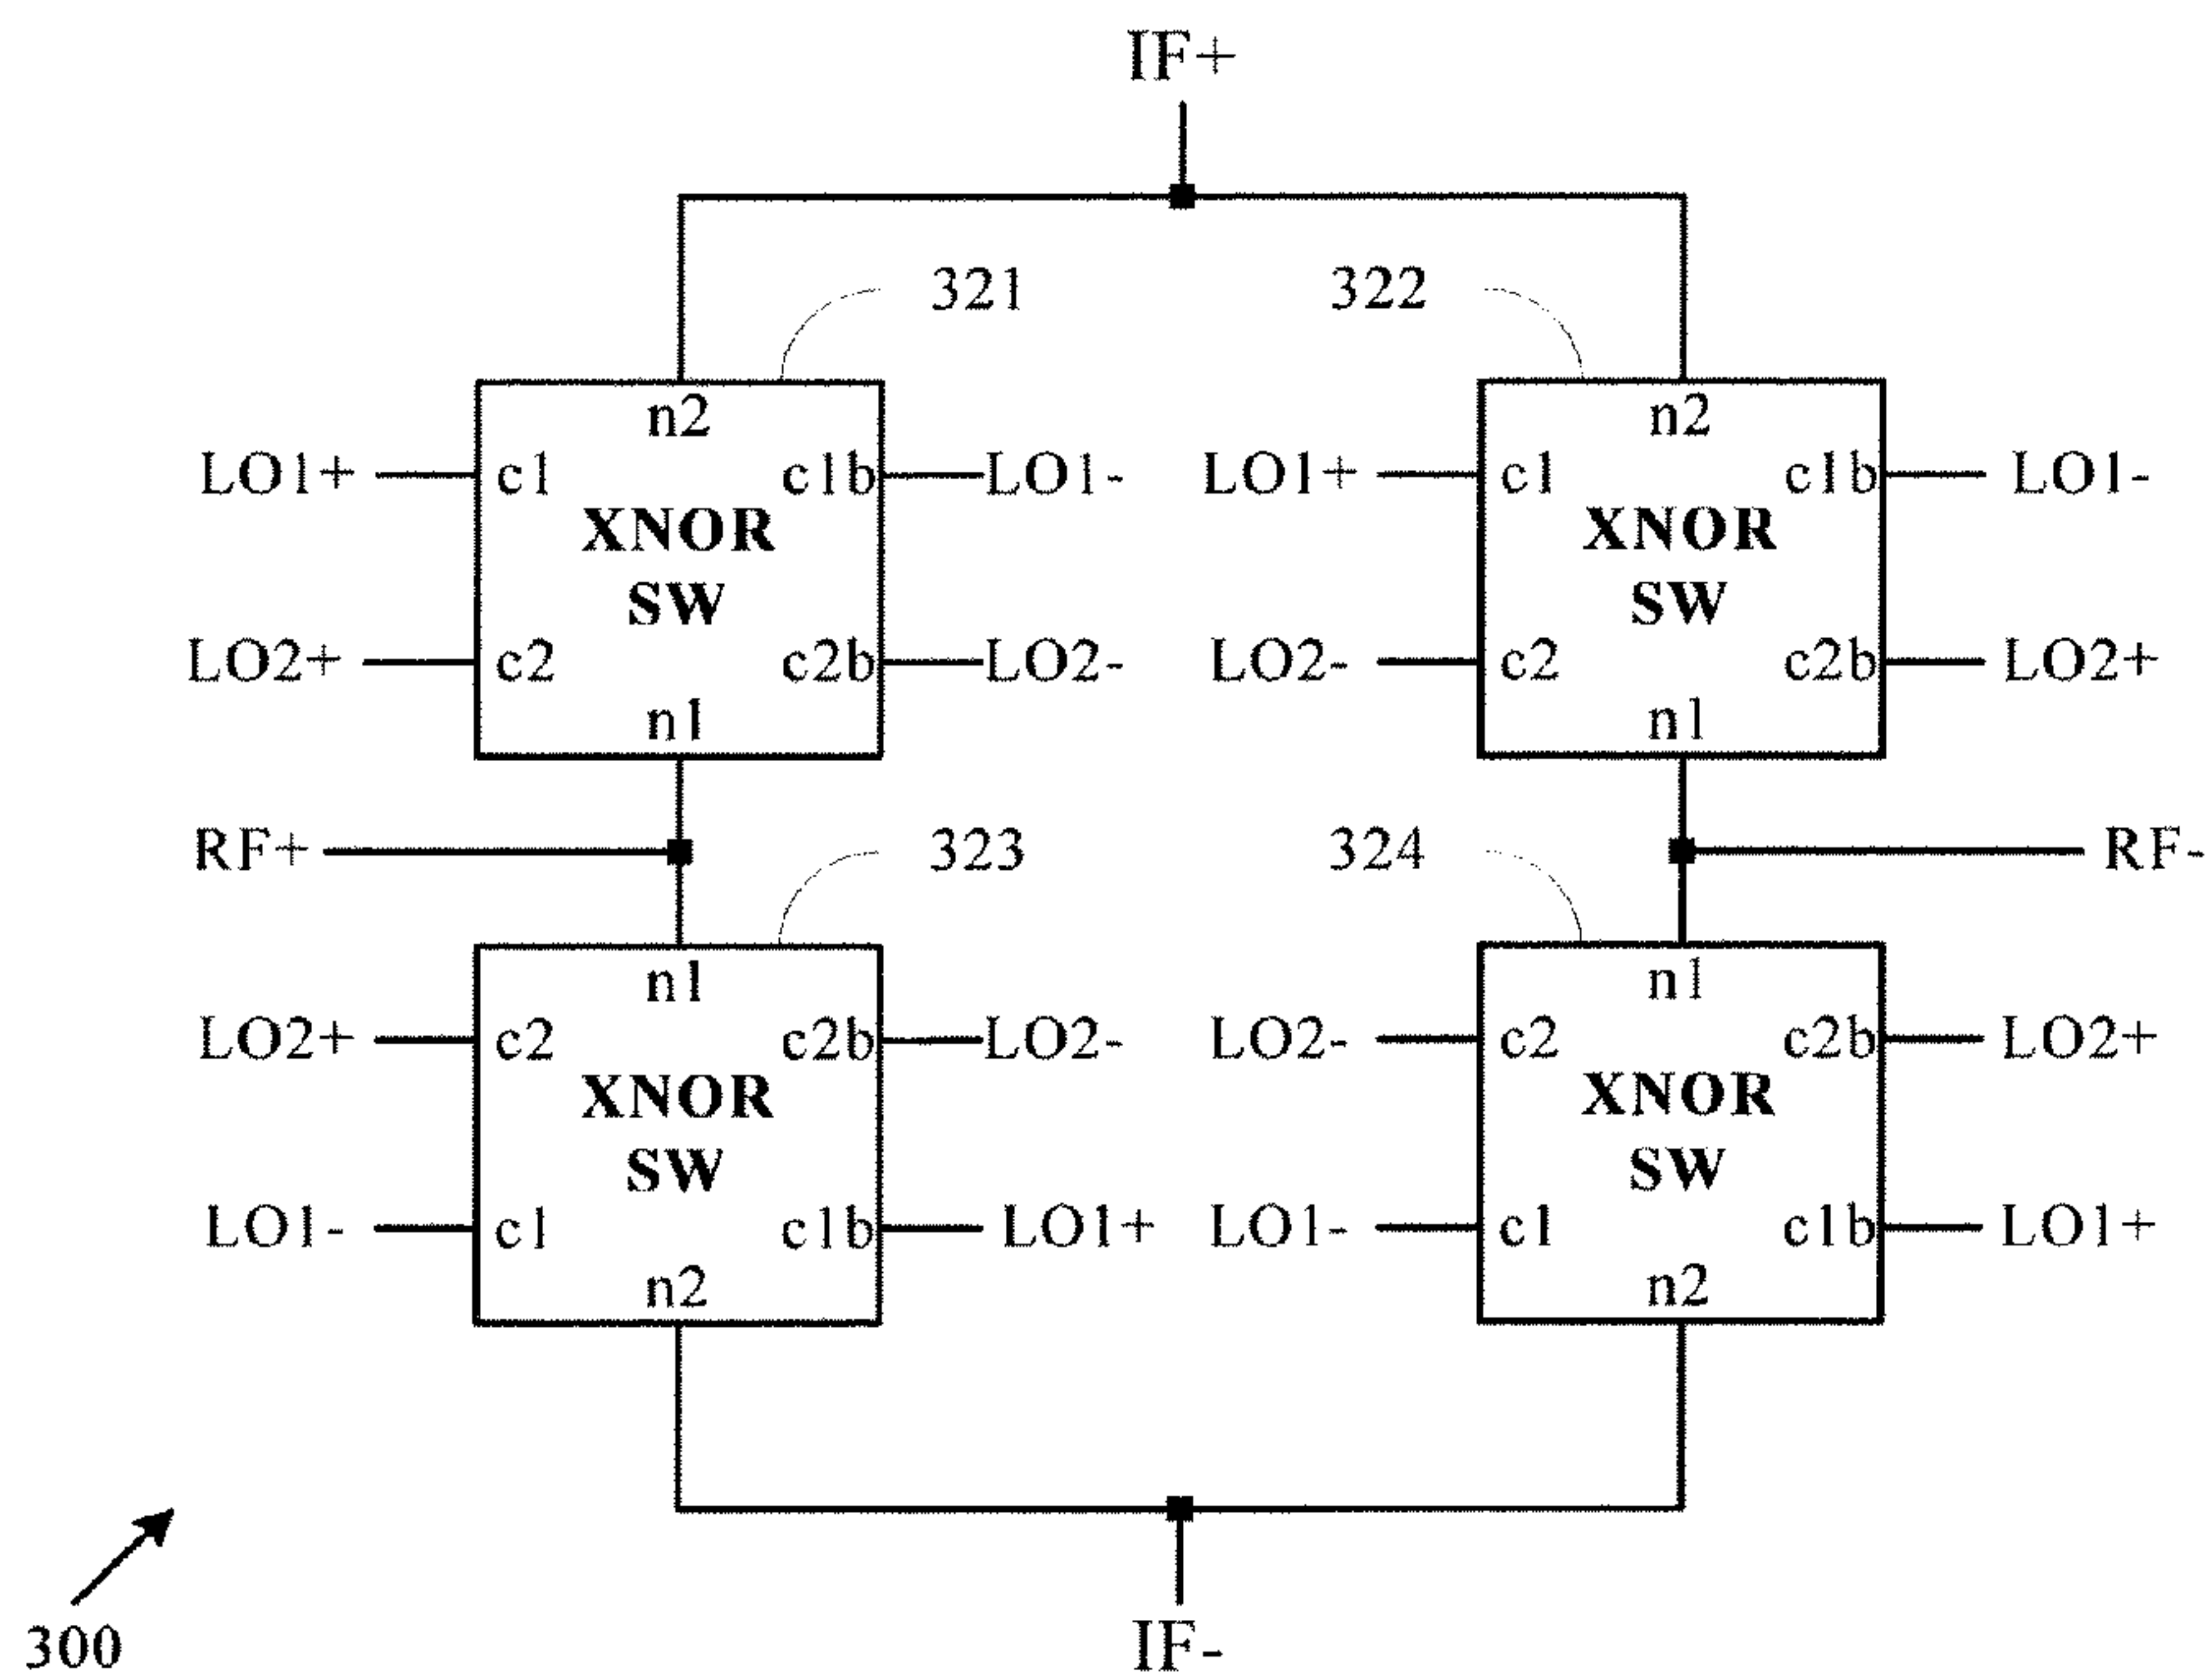 IF+
321 322
n2 n2
LO1+ c1 c1b LO1- LO1+ c1 c1b LO1-
XNOR XNOR
SW SW
LO2+ c2 c2b LO2- LO2- c2 c2b LO2+
n1 n1
RF+ 323 324 RF-
n1 n1
LO2+ c2 c2b LO2- LO2- c2 c2b LO2+
XNOR XNOR
SW SW
LO1- c1 c1b LO1+ LO1- c1 c1b LO1+
n2 n2
300
IF-